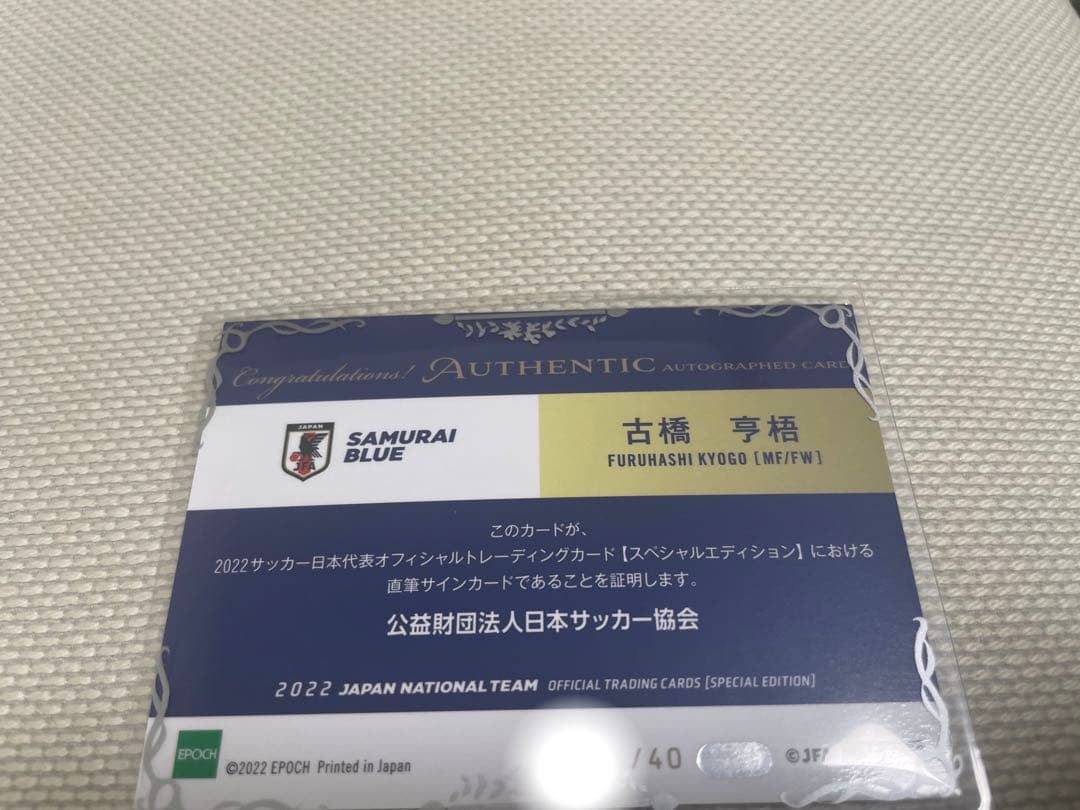 Congratulations! AUTHENTIC AUTOGRAPHED CARD
JAPAN
JFA
SAMURAI
BLUE
古橋 亨梧
FURUHASHI KYOGO [MF/FW]
このカードが、
2022サッカー日本代表オフィシャルトレーディングカード【スペシャルエディション】における
直筆サインカードであることを証明します。
公益財団法人日本サッカー協会
2022 JAPAN NATIONAL TEAM OFFICIAL TRADING CARDS [SPECIAL EDITION]
EPOCH
©2022 EPOCH Printed in Japan
/40
©JFA